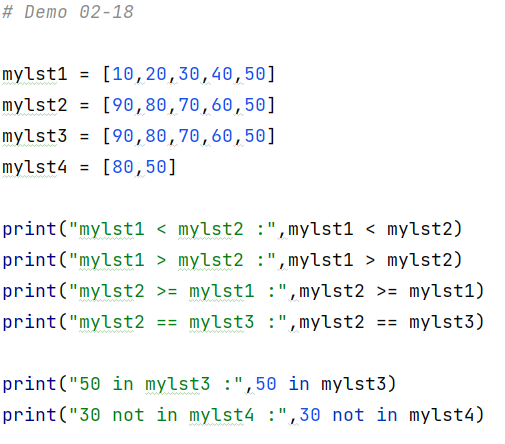 # Demo 02-18
mylst1 = [10,20,30,40,50]
mylst2 = [90,80,70,60,50]
mylst3 = [90,80,70,60,50]
mylst4 = [80,50]
print("mylst1 < mylst2 :",mylst1 < mylst2)
print("mylst1 > mylst2 :",mylst1 > mylst2)
print("mylst2 >= mylst1 :",mylst2 >= mylst1)
print("mylst2 == mylst3 :",mylst2 == mylst3)
print("50 in mylst3 :",50 in mylst3)
print("30 not in mylst4 :",30 not in mylst4)